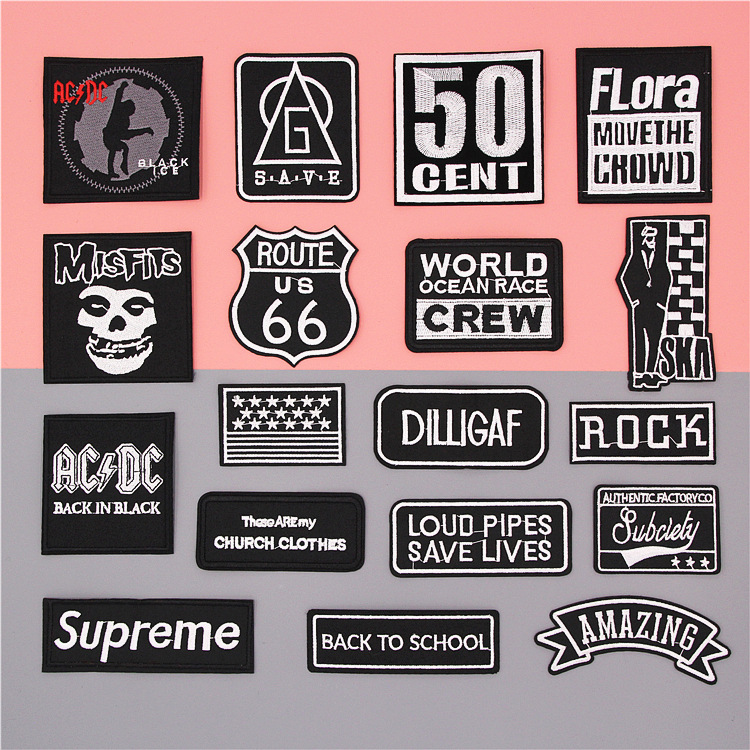 AC/DC
BLACK
ICE
G
S.A.V.E
50
CENT
FLora
MOVE THE
CROWD
MISFITS
ROUTE
US
66
WORLD
OCEAN RACE
CREW
SKA
AC/DC
BACK IN BLACK
DILLIGAF
ROCK
These ARE my
CHURCH CLOTHES
LOUD PIPES
SAVE LIVES
AUTHENTIC.FACTORY CO
Subciety
Supreme
BACK TO SCHOOL
AMAZING